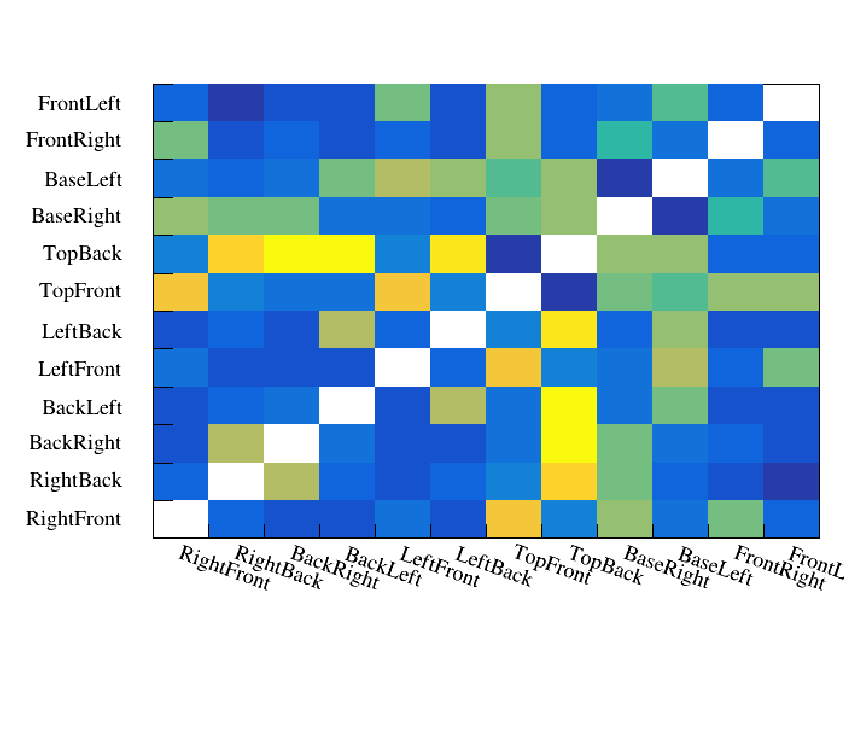 FrontLeft
FrontRight
BaseLeft
BaseRight
TopBack
TopFront
LeftBack
LeftFront
BackLeft
BackRight
RightBack
RightFront
RightFront
RightBack
BackRight
BackLeft
LeftFront
LeftBack
TopFront
TopBack
BaseRight
BaseLeft
FrontRight
FrontL